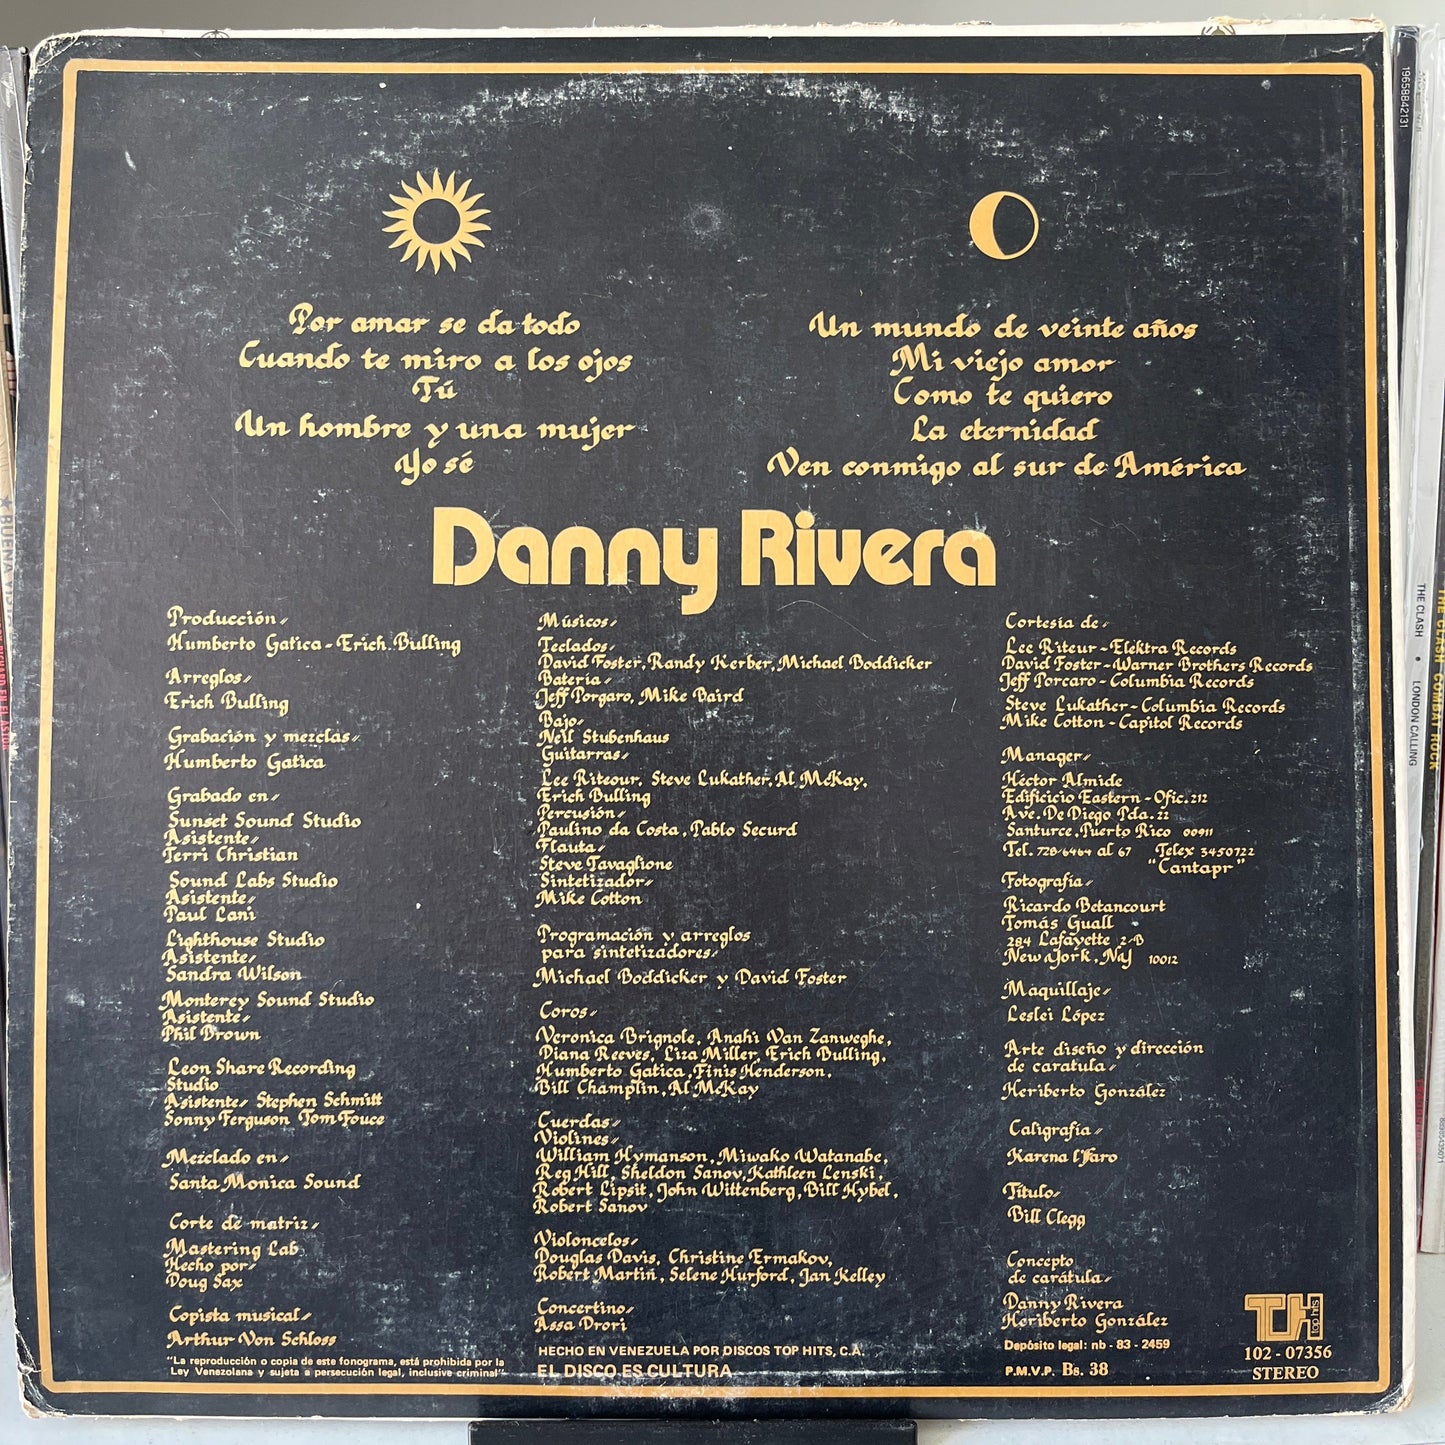 Por amar se da todo
Cuando te miro a los ojos
Tú
Un hombre y una mujer
Yo sé
Un mundo de veinte años
Mi viejo amor
Como te quiero
La eternidad
Ven conmigo al sur de América
Danny Rivera
Producción
Humberto Gatica - Erich Bulling
Arreglos
Erich Bulling
Grabación y mezclas
Humberto Gatica
Grabado en
Sunset Sound Studio
Asistente
Terri Christian
Sound Labs Studio
Asistente
Paul Lani
Lighthouse Studio
Asistente
Sandra Wilson
Monterey Sound Studio
Asistente
Phil Brown
Leon Share Recording
Studio
Asistente Stephen Schmitt
Sonny Ferguson Tom Fouce
Mezclado en
Santa Monica Sound
Corte de matriz
Mastering Lab
Hecho por
Doug Sax
Copista musical
Arthur Von Schloss
"La reproducción o copia de este fonograma, está prohibida por la
Ley Venezolana y sujeta a persecución legal, inclusive criminal"
Músicos
Teclados
David Foster, Randy Kerber, Michael Boddicker
Batería
Jeff Porgaro, Mike Baird
Bajo
Neil Stubenhaus
Guitarras
Lee Riteour, Steve Lukather, Al McKay,
Erich Bulling
Percusión
Paulino da Costa, Pablo Securd
Flauta
Steve Tavaglione
Sintetizador
Mike Cotton
Programación y arreglos
para sintetizadores
Michael Boddicker y David Foster
Coros
Veronica Brignole, Anahi Van Zanweghe,
Diana Reeves, Liza Miller, Erich Bulling,
Humberto Gatica, Finis Henderson,
Bill Champlin, Al McKay
Cuerdas
Violines
William Hymanson, Miwako Watanabe,
Reg Hill, Sheldon Sanov, Kathleen Lenski,
Robert Lipsit, John Wittenberg, Bill Hybel,
Robert Sanov
Violoncelos
Douglas Davis, Christine Ermakov,
Robert Martin, Selene Hurford, Jan Kelley
Concertino
Assa Drori
HECHO EN VENEZUELA POR DISCOS TOP HITS, C.A.
EL DISCO ES CULTURA
Cortesia de
Lee Riteur - Elektra Records
David Foster - Warner Brothers Records
Jeff Porcaro - Columbia Records
Steve Lukather - Columbia Records
Mike Cotton - Capitol Records
Manager
Héctor Almide
Edificicio Eastern - Ofic. 212
Ave. De Diego Pda. 22
Santurce, Puerto Rico 00911
Tel. 728-6464 al 67 Telex 3450722
"Cantapr"
Fotografía
Ricardo Betancourt
Tomás Guall
284 Lafayette 2-B
New York, NY 10012
Maquillaje
Leslei López
Arte diseño y dirección
de caratula
Heriberto González
Caligrafía
Karena l'Faro
Título
Bill Clegg
Concepto
de carátula
Danny Rivera
Heriberto González
Depósito legal: nb - 83 - 2459
P.M.V.P. Bs. 38
TH
top hits
102 - 07356
STEREO
1965884213​1
THE CLASH • LONDON CALLING
THE CLASH COMBAT ROCK